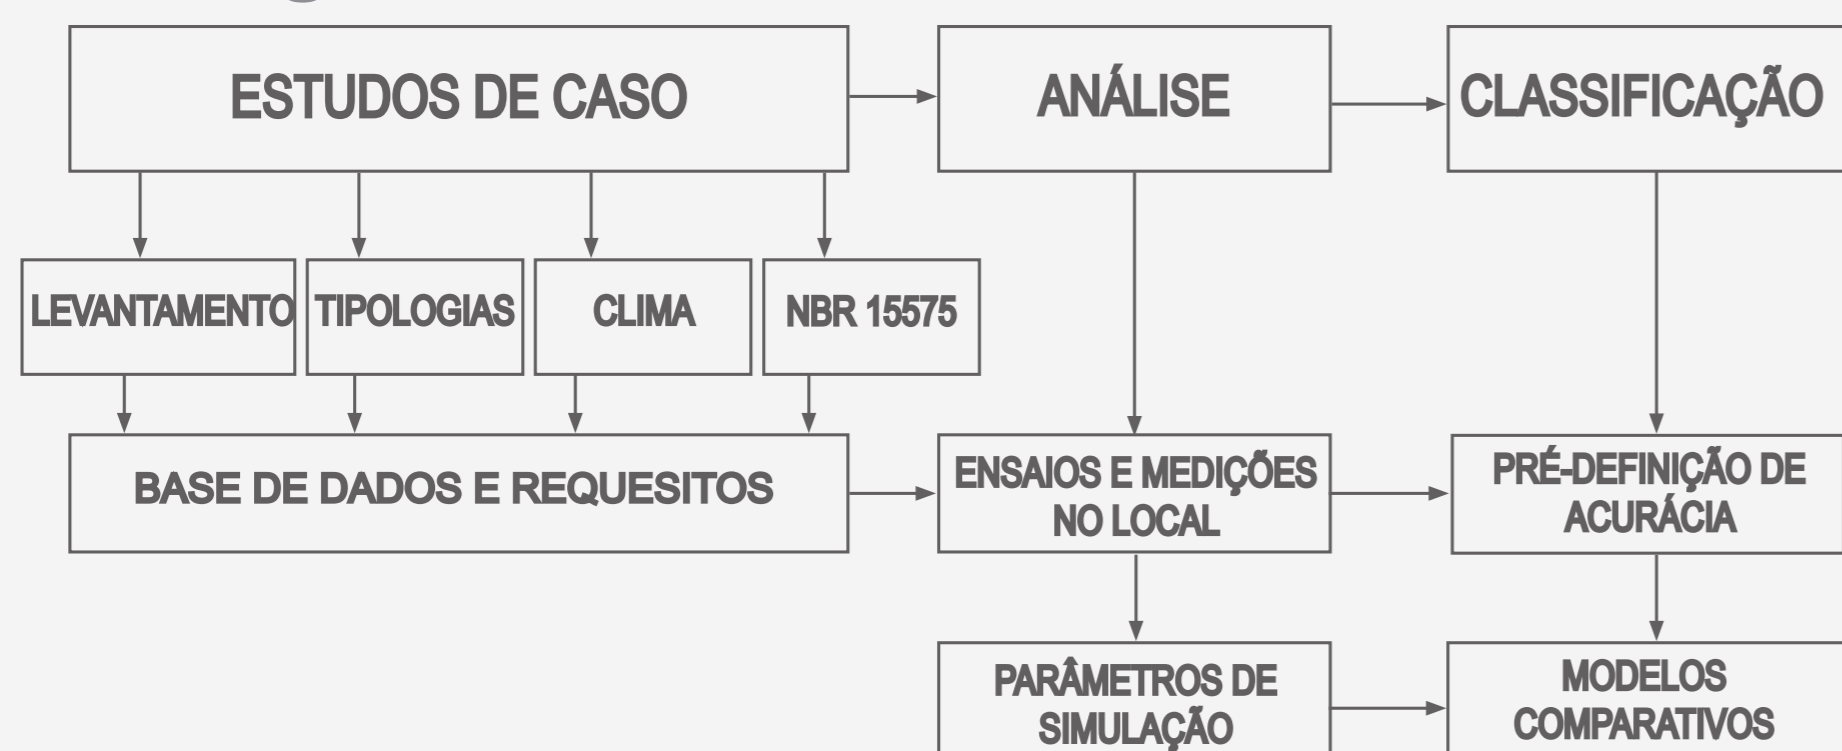 ESTUDOS DE CASO
ANÁLISE
CLASSIFICAÇÃO
LEVANTAMENTO
TIPOLOGIAS
CLIMA
NBR 15575
BASE DE DADOS E REQUESITOS
ENSAIOS E MEDIÇÕES
NO LOCAL
PRÉ-DEFINIÇÃO DE
ACURÁCIA
PARÂMETROS DE
SIMULAÇÃO
MODELOS
COMPARATIVOS